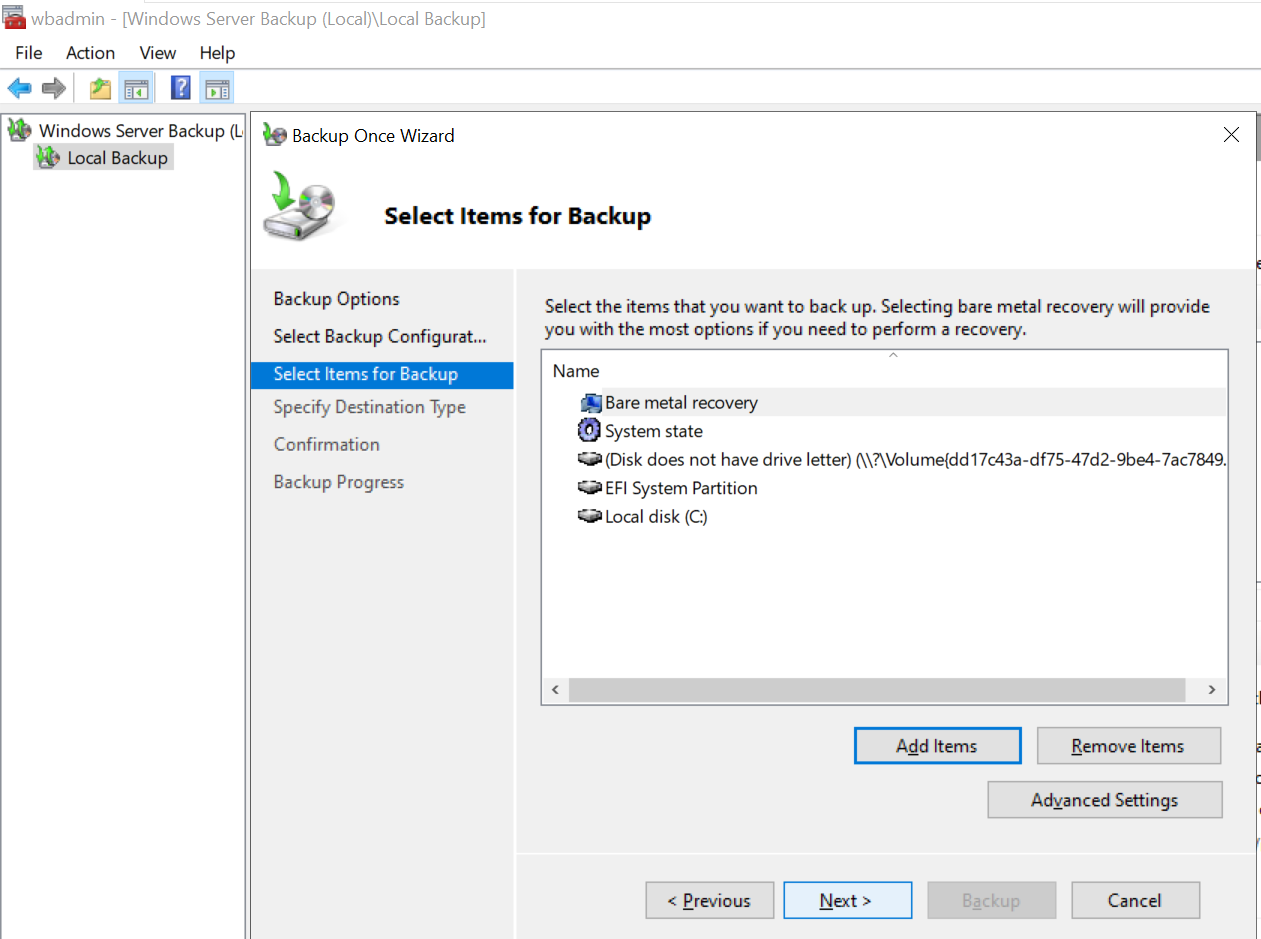 wbadmin - [Windows Server Backup (Local)\Local Backup]
File Action View Help
Windows Server Backup (L
Local Backup
Backup Once Wizard
Select Items for Backup
Backup Options
Select Backup Configurat...
Select Items for Backup
Specify Destination Type
Confirmation
Backup Progress
Select the items that you want to back up. Selecting bare metal recovery will provide
you with the most options if you need to perform a recovery.
Name
Bare metal recovery
System state
(Disk does not have drive letter) (\\?\Volume{dd17c43a-df75-47d2-9be4-7ac7849.
EFI System Partition
Local disk (C:)
Add Items
Remove Items
Advanced Settings
< Previous
Next >
Backup
Cancel